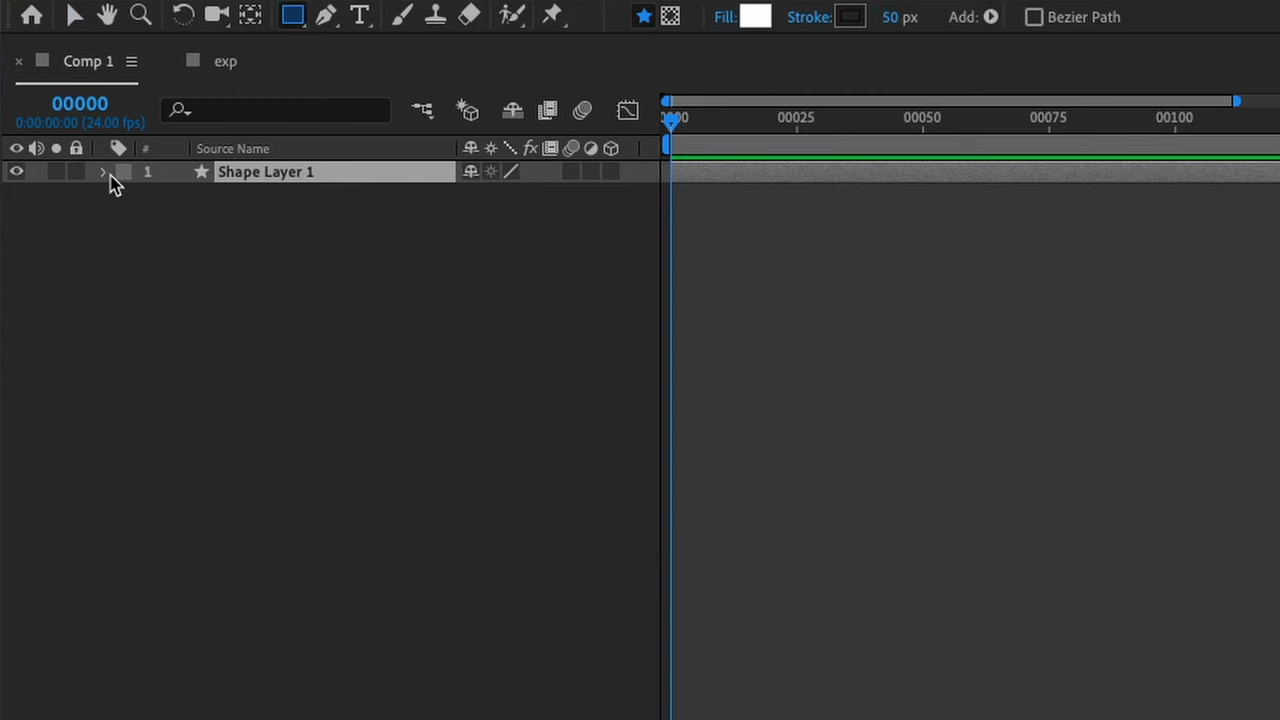 Fill: Stroke: 50 px Add: Bezier Path
Comp 1 exp
00000
0:00:00:00 (24.00 fps)
00025 00050 00075 00100
# Source Name fx
1 Shape Layer 1